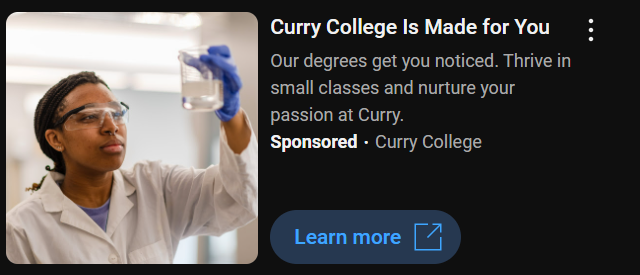 Curry College Is Made for You
Our degrees get you noticed. Thrive in
small classes and nurture your
passion at Curry.
Sponsored · Curry College
Learn more